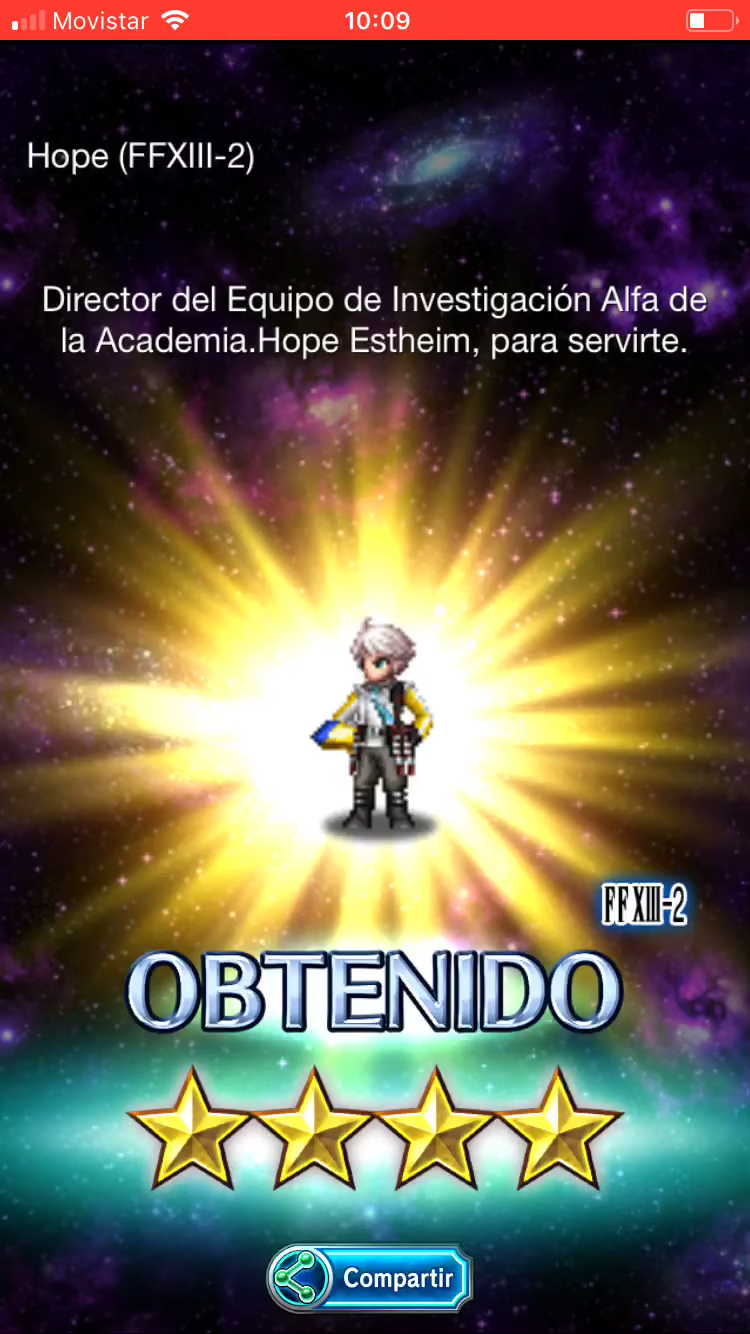 Movistar 10:09
Hope (FFXIII-2)
Director del Equipo de Investigación Alfa de
la Academia.Hope Estheim, para servirte.
FFXIII-2
OBTENIDO
Compartir